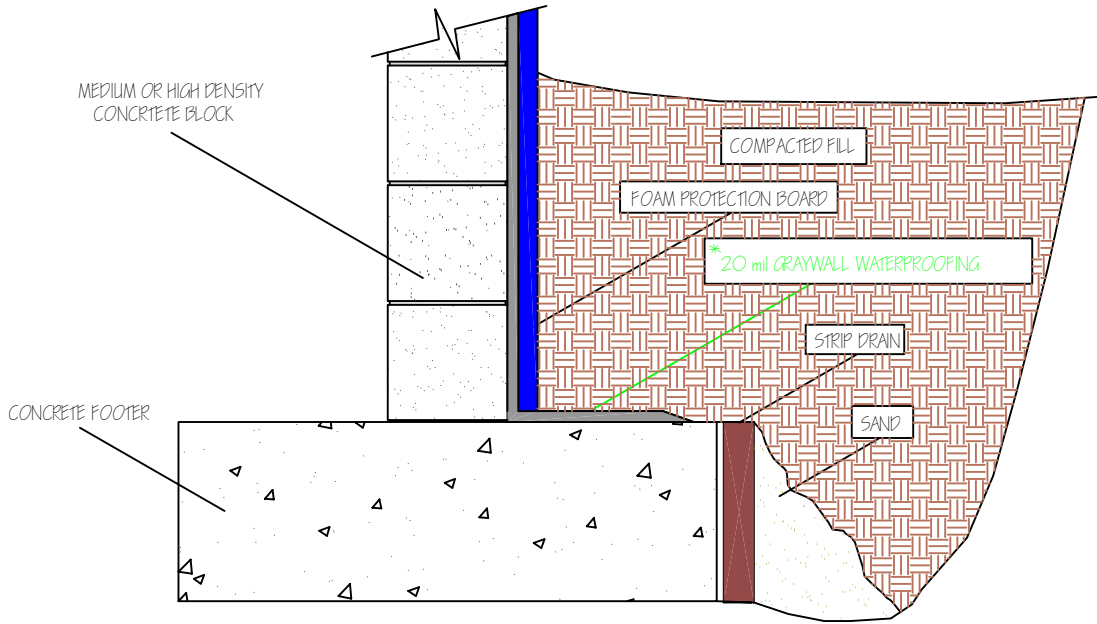 MEDIUM OR HIGH DENSITY
CONCRTETE BLOCK
COMPACTED FILL
FOAM PROTECTION BOARD
*
20 mil GRAYWALL WATERPROOFING
STRIP DRAIN
CONCRETE FOOTER
SAND